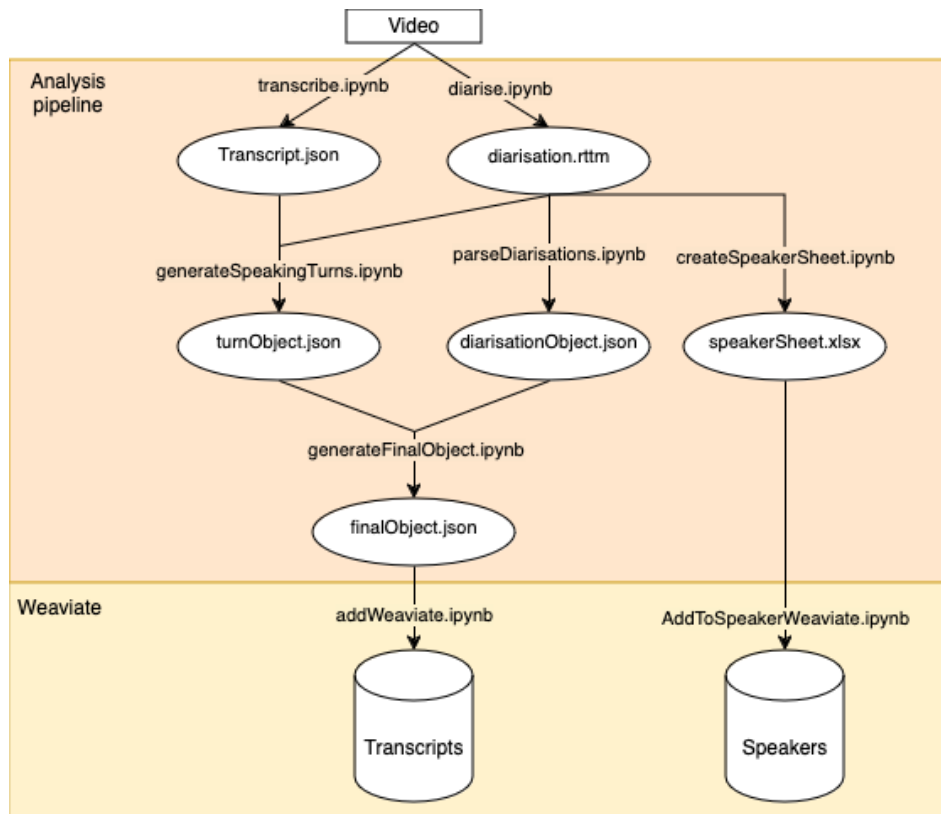 Video
Analysis
pipeline
transcribe.ipynb
diarise.ipynb
Transcript.json
diarisation.rttm
generateSpeakingTurns.ipynb
parseDiarisations.ipynb
createSpeakerSheet.ipynb
turnObject.json
diarisationObject.json
speakerSheet.xlsx
generateFinalObject.ipynb
finalObject.json
Weaviate
addWeaviate.ipynb
AddToSpeakerWeaviate.ipynb
Transcripts
Speakers